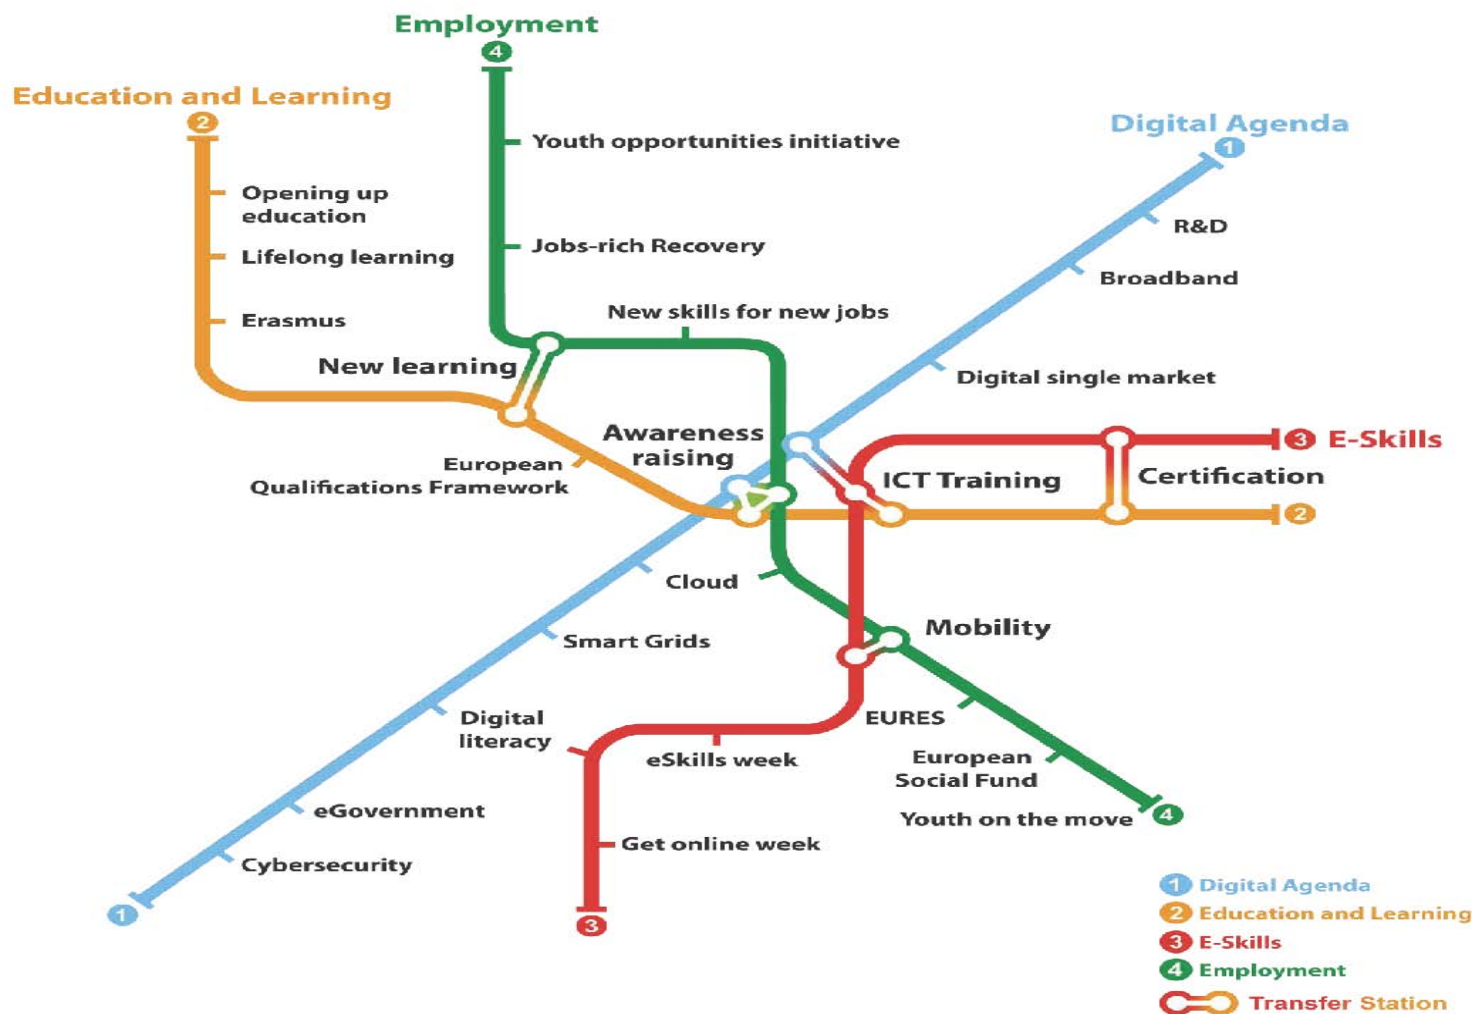 Employment
4
Education and Learning
2
Digital Agenda
1
Youth opportunities initiative
Opening up
education
R&D
Jobs-rich Recovery
Lifelong learning
Broadband
New skills for new jobs
Erasmus
New learning
Digital single market
Awareness
raising
3 E-Skills
European
Qualifications Framework
ICT Training
Certification
2
Cloud
Mobility
Smart Grids
Digital
literacy
EURES
eSkills week
European
Social Fund
eGovernment
Youth on the move
4
Get online week
Cybersecurity
1
3
1 Digital Agenda
2 Education and Learning
3 E-Skills
4 Employment
Transfer Station